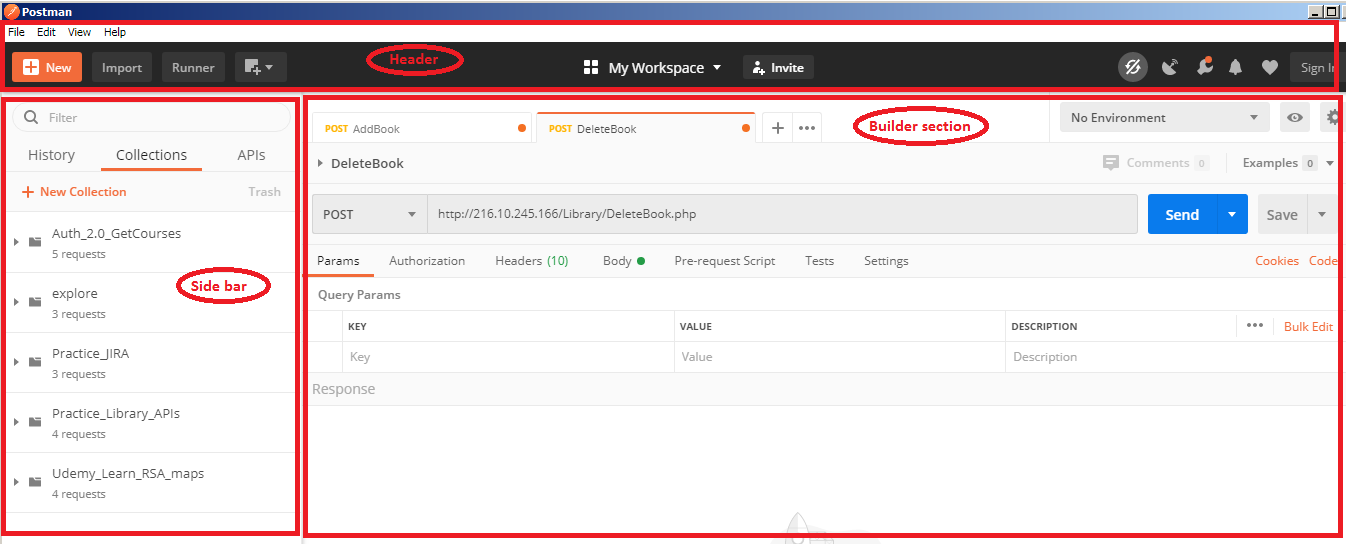 Postman
File Edit View Help
New Import Runner Header My Workspace Invite Sign In
Filter
History Collections APIs
New Collection Trash
Auth_2.0_GetCourses
5 requests
Side bar
explore
3 requests
Practice_JIRA
3 requests
Practice_Library_APIs
4 requests
Udemy_Learn_RSA_maps
4 requests
POST AddBook POST DeleteBook Builder section No Environment
DeleteBook Comments 0 Examples 0
POST http://216.10.245.166/Library/DeleteBook.php Send Save
Params Authorization Headers (10) Body Pre-request Script Tests Settings Cookies Code
Query Params
KEY VALUE DESCRIPTION Bulk Edit
Key Value Description
Response